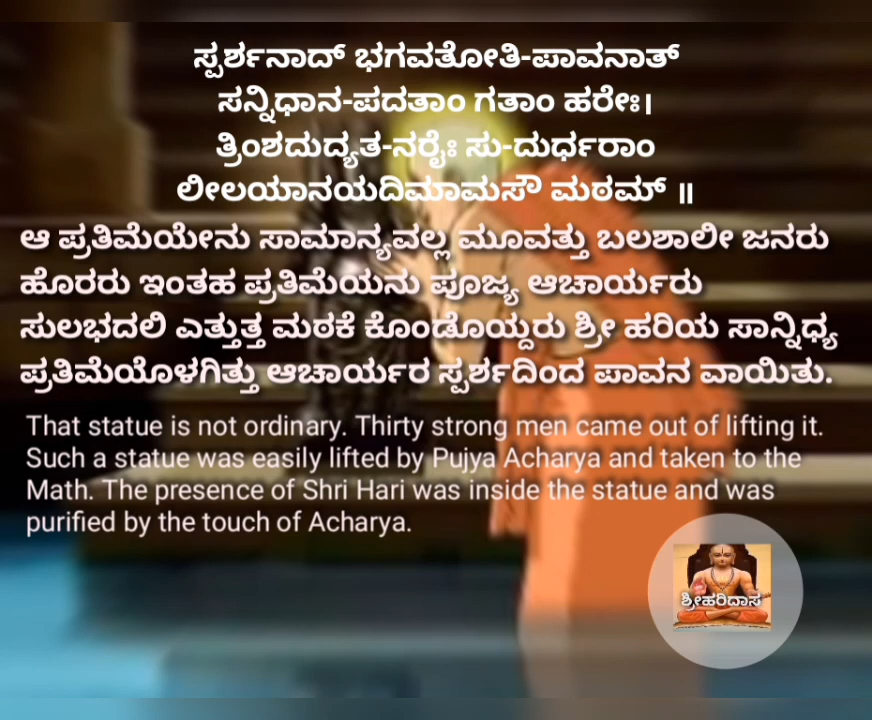 ಸ್ಪರ್ಶನಾದ್ ಭಗವತೋತಿ-ಪಾವನಾತ್
ಸನ್ನಿಧಾನ-ಪದತಾಂ ಗತಾಂ ಹರೇಃ।
ತ್ರಿಂಶದುದ್ಯತ-ನರೈಃ ಸು-ದುರ್ಧರಾಂ
ಲೀಲಯಾನಯದಿಮಾಮಸೌ ಮಠಮ್ ॥
ಆ ಪ್ರತಿಮೆಯೇನು ಸಾಮಾನ್ಯವಲ್ಲ ಮೂವತ್ತು ಬಲಶಾಲೀ ಜನರು
ಹೊರರು ಇಂತಹ ಪ್ರತಿಮೆಯನು ಪೂಜ್ಯ ಆಚಾರ್ಯರು
ಸುಲಭದಲಿ ಎತ್ತುತ್ತ ಮಠಕೆ ಕೊಂಡೊಯ್ದರು ಶ್ರೀ ಹರಿಯ ಸಾನ್ನಿಧ್ಯ
ಪ್ರತಿಮೆಯೊಳಗಿತ್ತು ಆಚಾರ್ಯರ ಸ್ಪರ್ಶದಿಂದ ಪಾವನ ವಾಯಿತು.
That statue is not ordinary. Thirty strong men came out of lifting it.
Such a statue was easily lifted by Pujya Acharya and taken to the
Math. The presence of Shri Hari was inside the statue and was
purified by the touch of Acharya.
ಶ್ರೀಹರಿದಾಸ